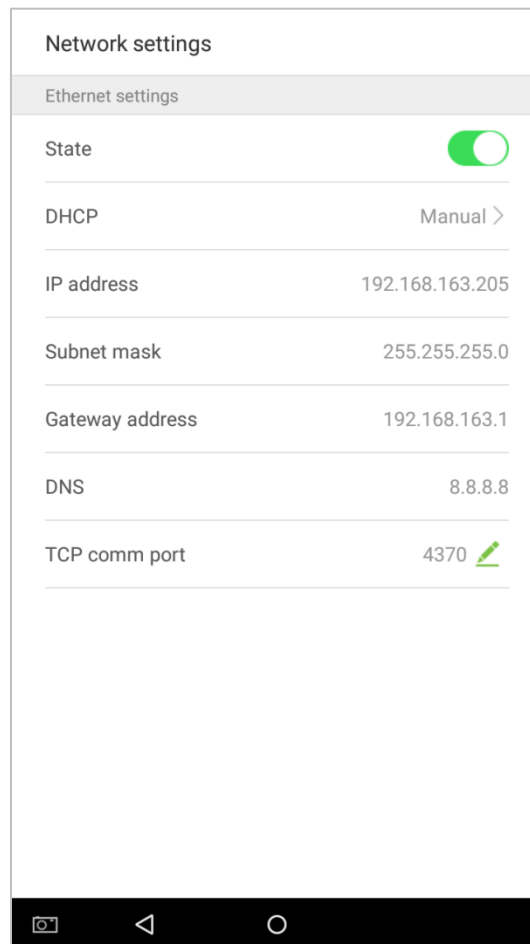 Network settings
Ethernet settings
State
DHCP Manual
IP address 192.168.163.205
Subnet mask 255.255.255.0
Gateway address 192.168.163.1
DNS 8.8.8.8
TCP comm port 4370